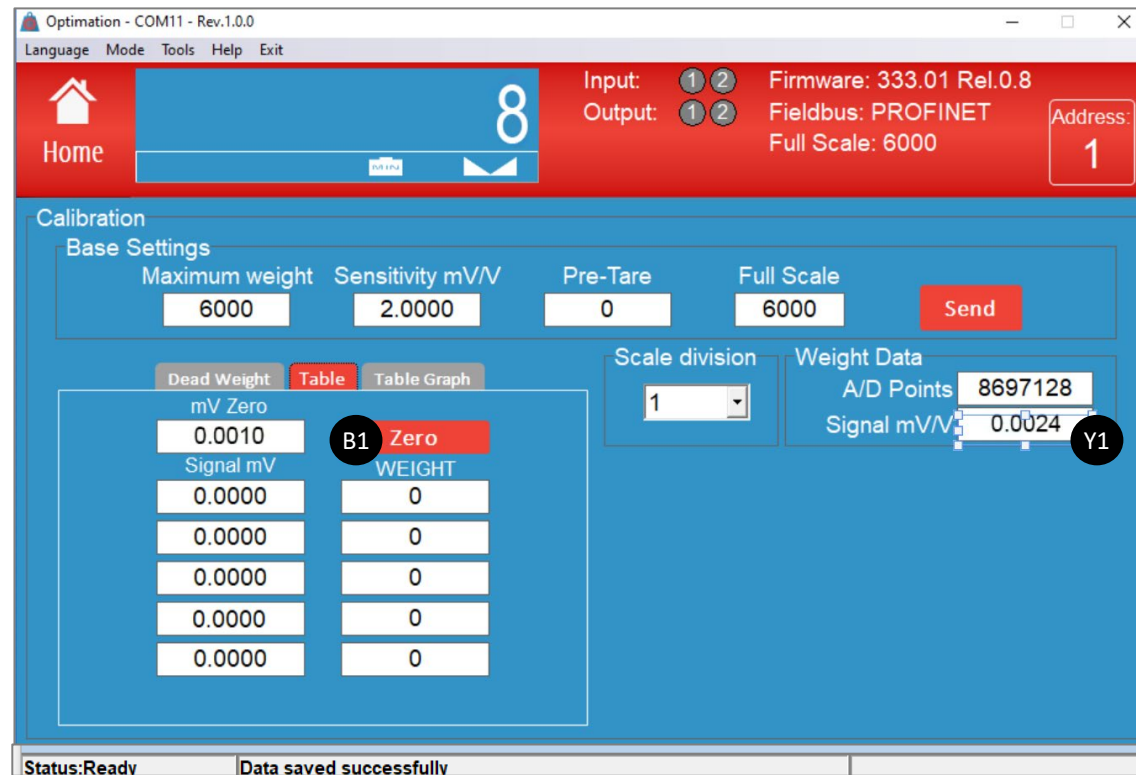 Optimation - COM11 - Rev.1.0.0
Language Mode Tools Help Exit
Home
8
MIN
Input: 1 2
Output: 1 2
Firmware: 333.01 Rel.0.8
Fieldbus: PROFINET
Full Scale: 6000
Address:
1
Calibration
Base Settings
Maximum weight Sensitivity mV/V Pre-Tare Full Scale
6000 2.0000 0 6000 Send
Dead Weight Table Table Graph
mV Zero
0.0010 B1 Zero
Signal mV WEIGHT
0.0000 0
0.0000 0
0.0000 0
0.0000 0
0.0000 0
Scale division
1
Weight Data
A/D Points 8697128
Signal mV/V 0.0024 Y1
Status:Ready Data saved successfully